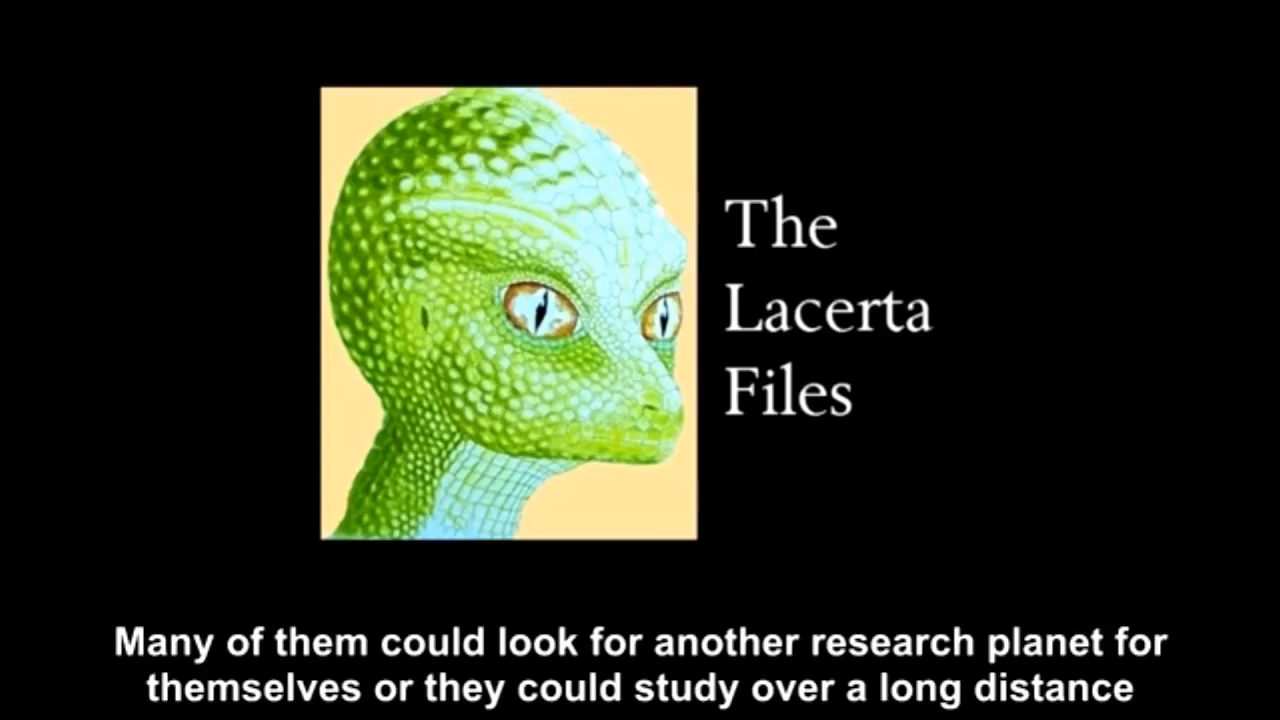 The
Lacerta
Files
Many of them could look for another research planet for
themselves or they could study over a long distance